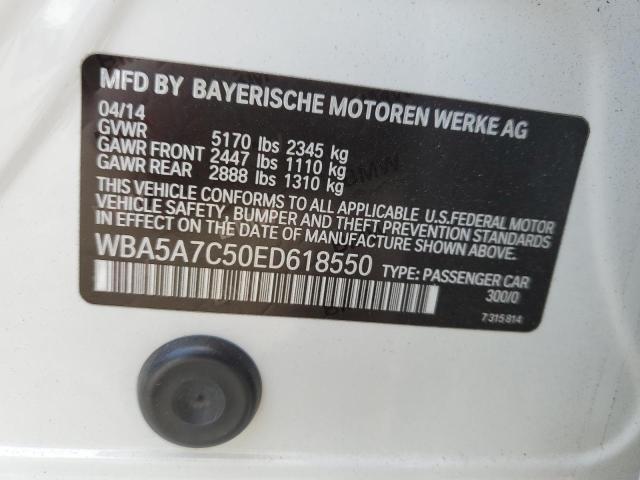 MFD BY BAYERISCHE MOTOREN WERKE AG
04/14
GVWR 5170 lbs 2345 kg
GAWR FRONT 2447 lbs 1110 kg
GAWR REAR 2888 lbs 1310 kg
THIS VEHICLE CONFORMS TO ALL APPLICABLE U.S.FEDERAL MOTOR
VEHICLE SAFETY, BUMPER AND THEFT PREVENTION STANDARDS
IN EFFECT ON THE DATE OF MANUFACTURE SHOWN ABOVE.
WBA5A7C50ED618550 TYPE: PASSENGER CAR
300/0
7315814